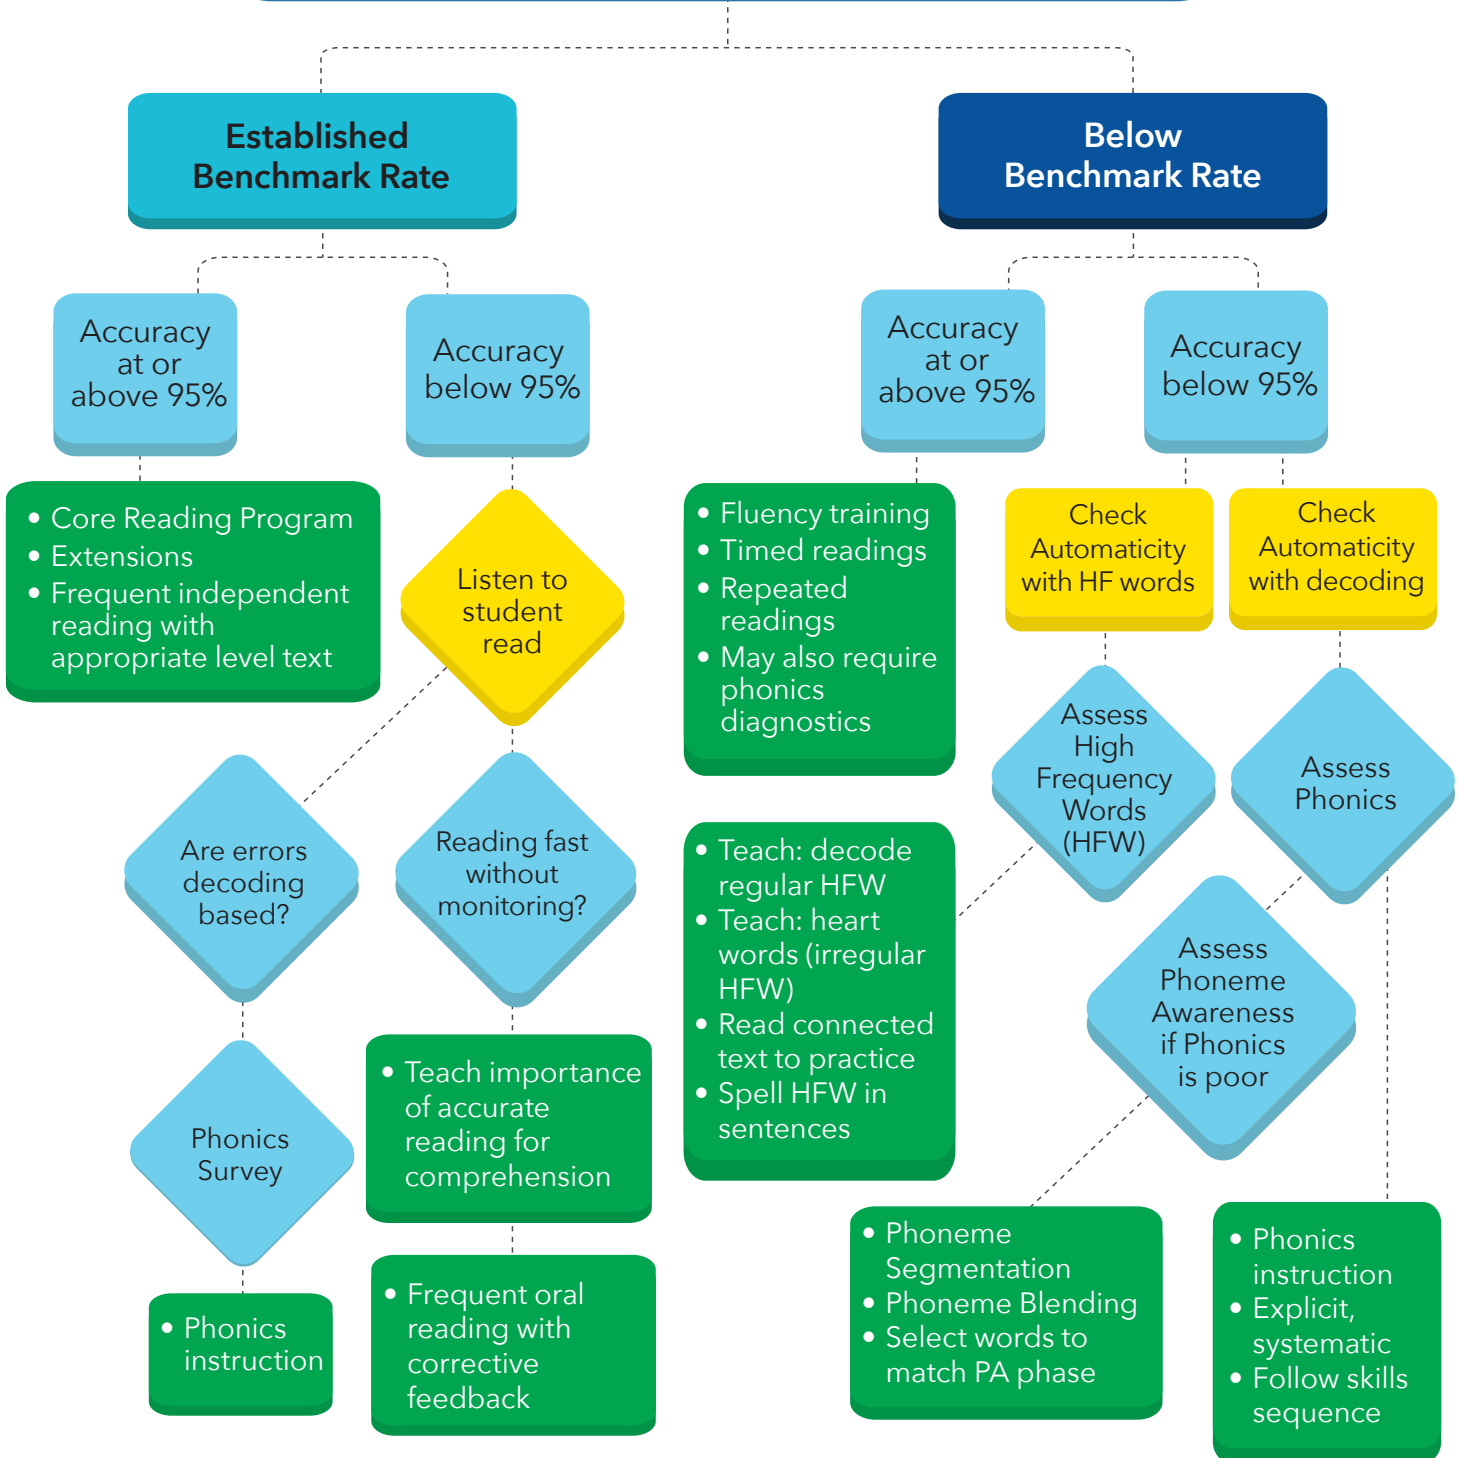 Established
Benchmark Rate
Below
Benchmark Rate
Accuracy
at or
above 95%
Accuracy
below 95%
Accuracy
at or
above 95%
Accuracy
below 95%
• Core Reading Program
• Extensions
• Frequent independent
reading with
appropriate level text
Listen to
student
read
• Fluency training
• Timed readings
• Repeated
readings
• May also require
phonics
diagnostics
Check
Automaticity
with HF words
Check
Automaticity
with decoding
Assess
High
Frequency
Words
(HFW)
Assess
Phonics
Are errors
decoding
based?
Reading fast
without
monitoring?
• Teach: decode
regular HFW
• Teach: heart
words (irregular
HFW)
• Read connected
text to practice
• Spell HFW in
sentences
Assess
Phoneme
Awareness
if Phonics
is poor
Phonics
Survey
• Teach importance
of accurate
reading for
comprehension
• Phonics
instruction
• Frequent oral
reading with
corrective
feedback
• Phoneme
Segmentation
• Phoneme Blending
• Select words to
match PA phase
• Phonics
instruction
• Explicit,
systematic
• Follow skills
sequence